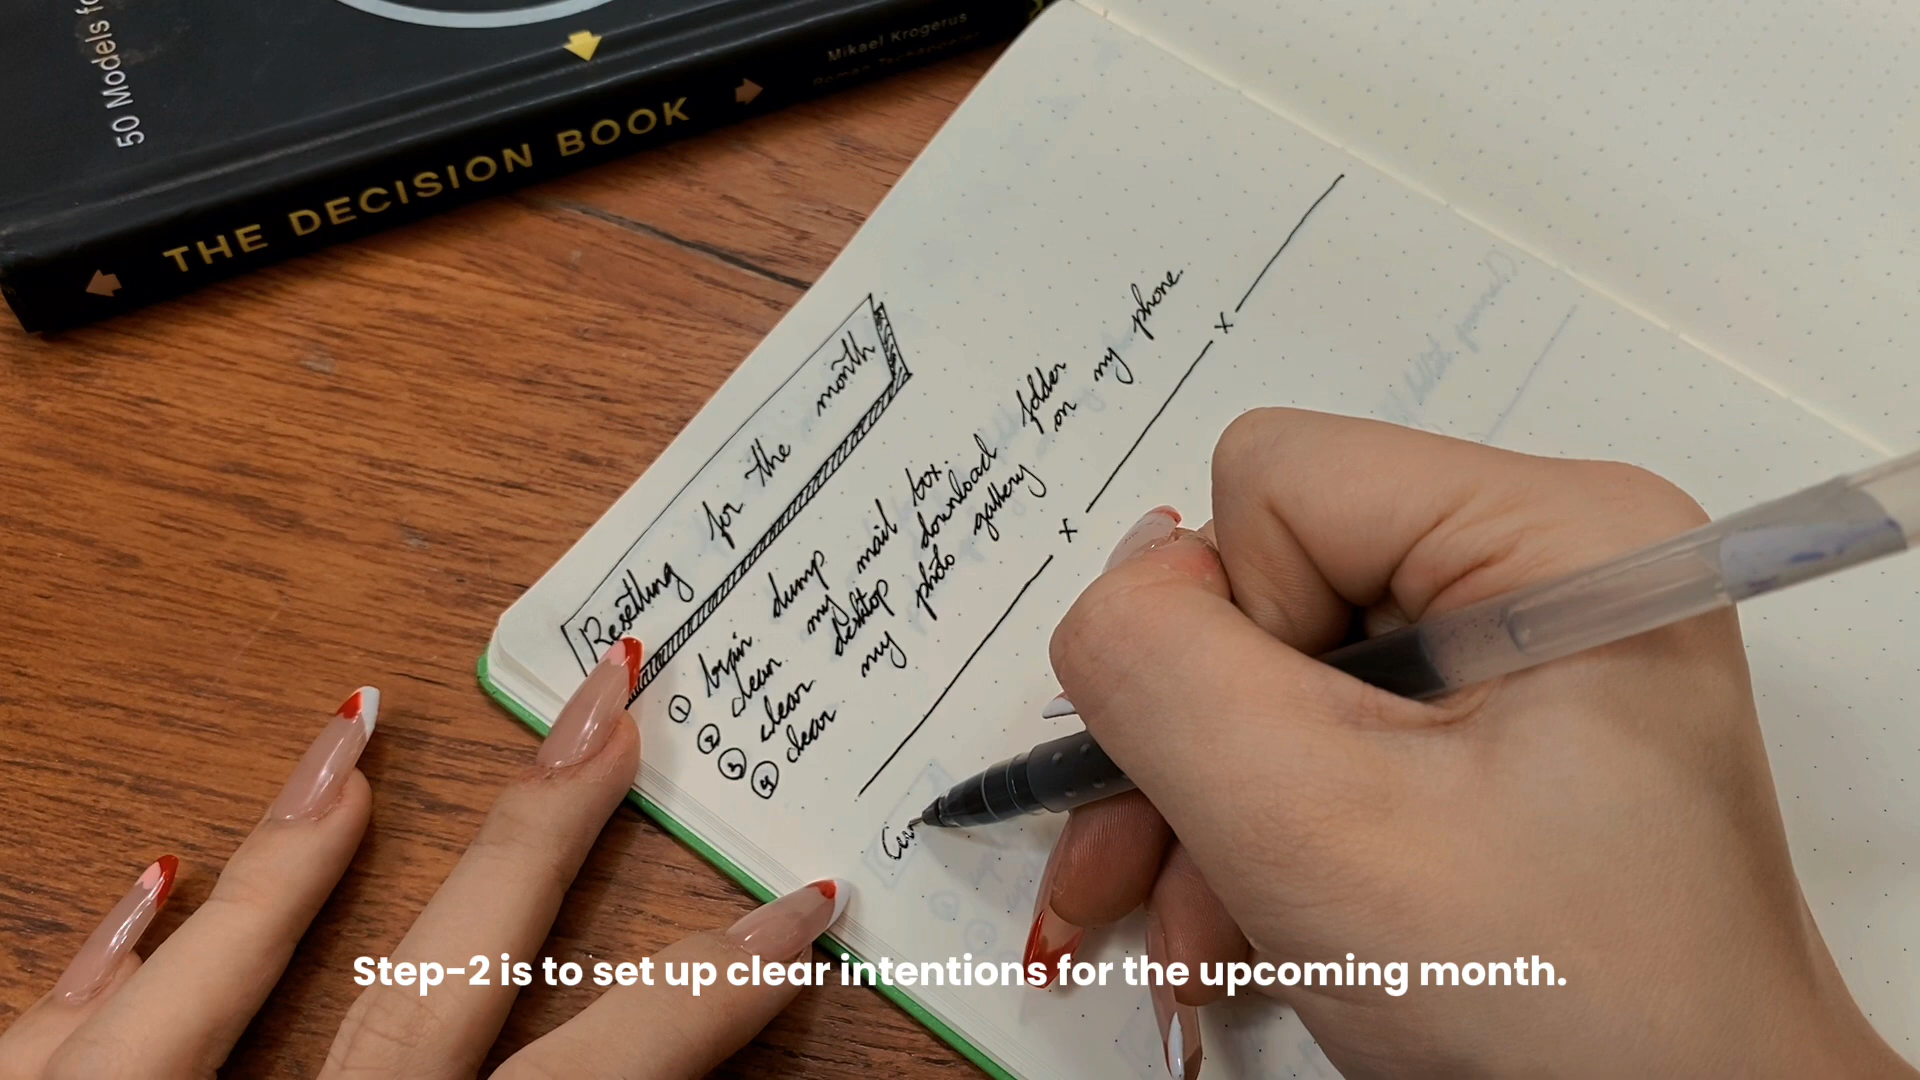 50 Models fo
THE DECISION BOOK
Mikael Krogerus
Resetting for the month
① brain dump
② clean my mail box.
③ clear desktop download folder
④ clear my photo gallery on my phone.
x x
Step-2 is to set up clear intentions for the upcoming month.